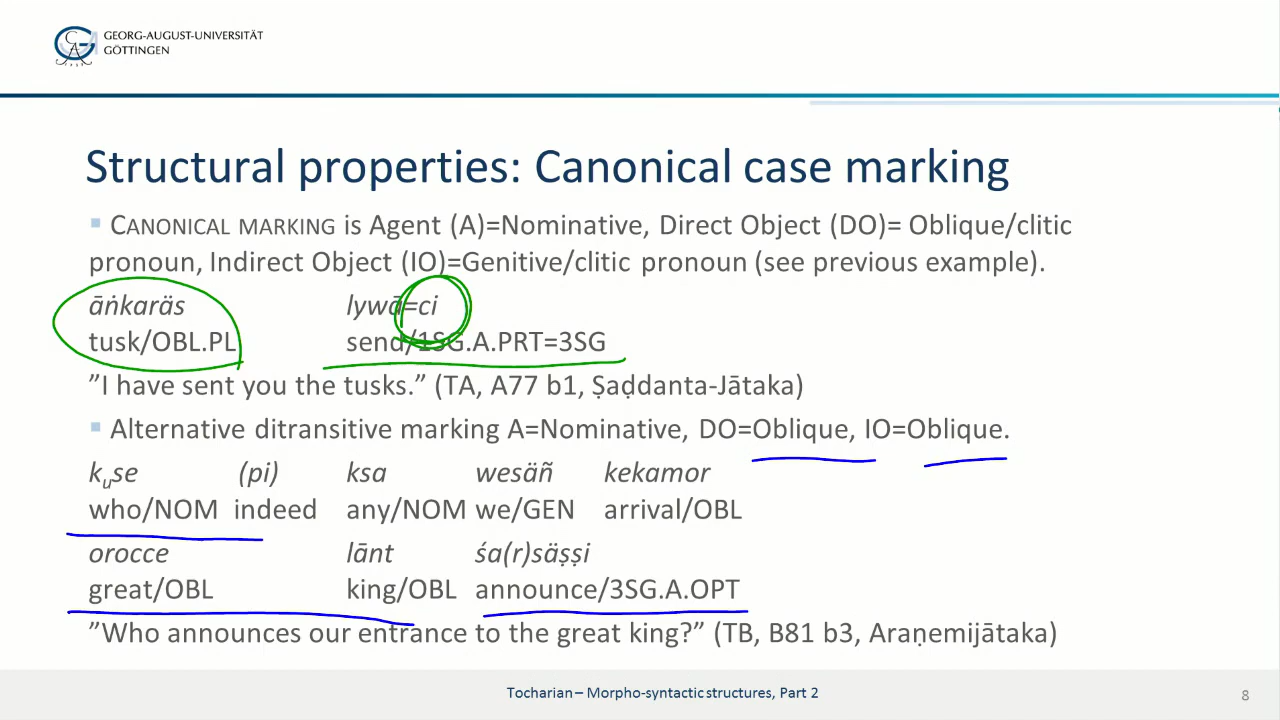 GEORG-AUGUST-UNIVERSITÄT
GÖTTINGEN
Structural properties: Canonical case marking
CANONICAL MARKING is Agent (A)=Nominative, Direct Object (DO)= Oblique/clitic
pronoun, Indirect Object (IO)=Genitive/clitic pronoun (see previous example).
āṅkaräs lywā=ci
tusk/OBL.PL send/1SG.A.PRT=3SG
”I have sent you the tusks.” (TA, A77 b1, Ṣaḍdanta-Jātaka)
Alternative ditransitive marking A=Nominative, DO=Oblique, IO=Oblique.
kᵤse (pi) ksa wesäñ kekamor
who/NOM indeed any/NOM we/GEN arrival/OBL
orocce lānt śa(r)säṣṣi
great/OBL king/OBL announce/3SG.A.OPT
”Who announces our entrance to the great king?” (TB, B81 b3, Araṇemijātaka)
Tocharian – Morpho-syntactic structures, Part 2
8